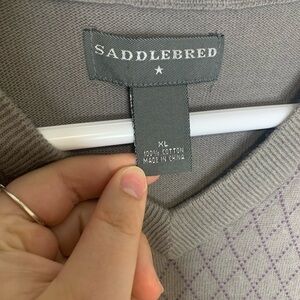 SADDLEBRED
XL
100% COTTON
MADE IN CHINA